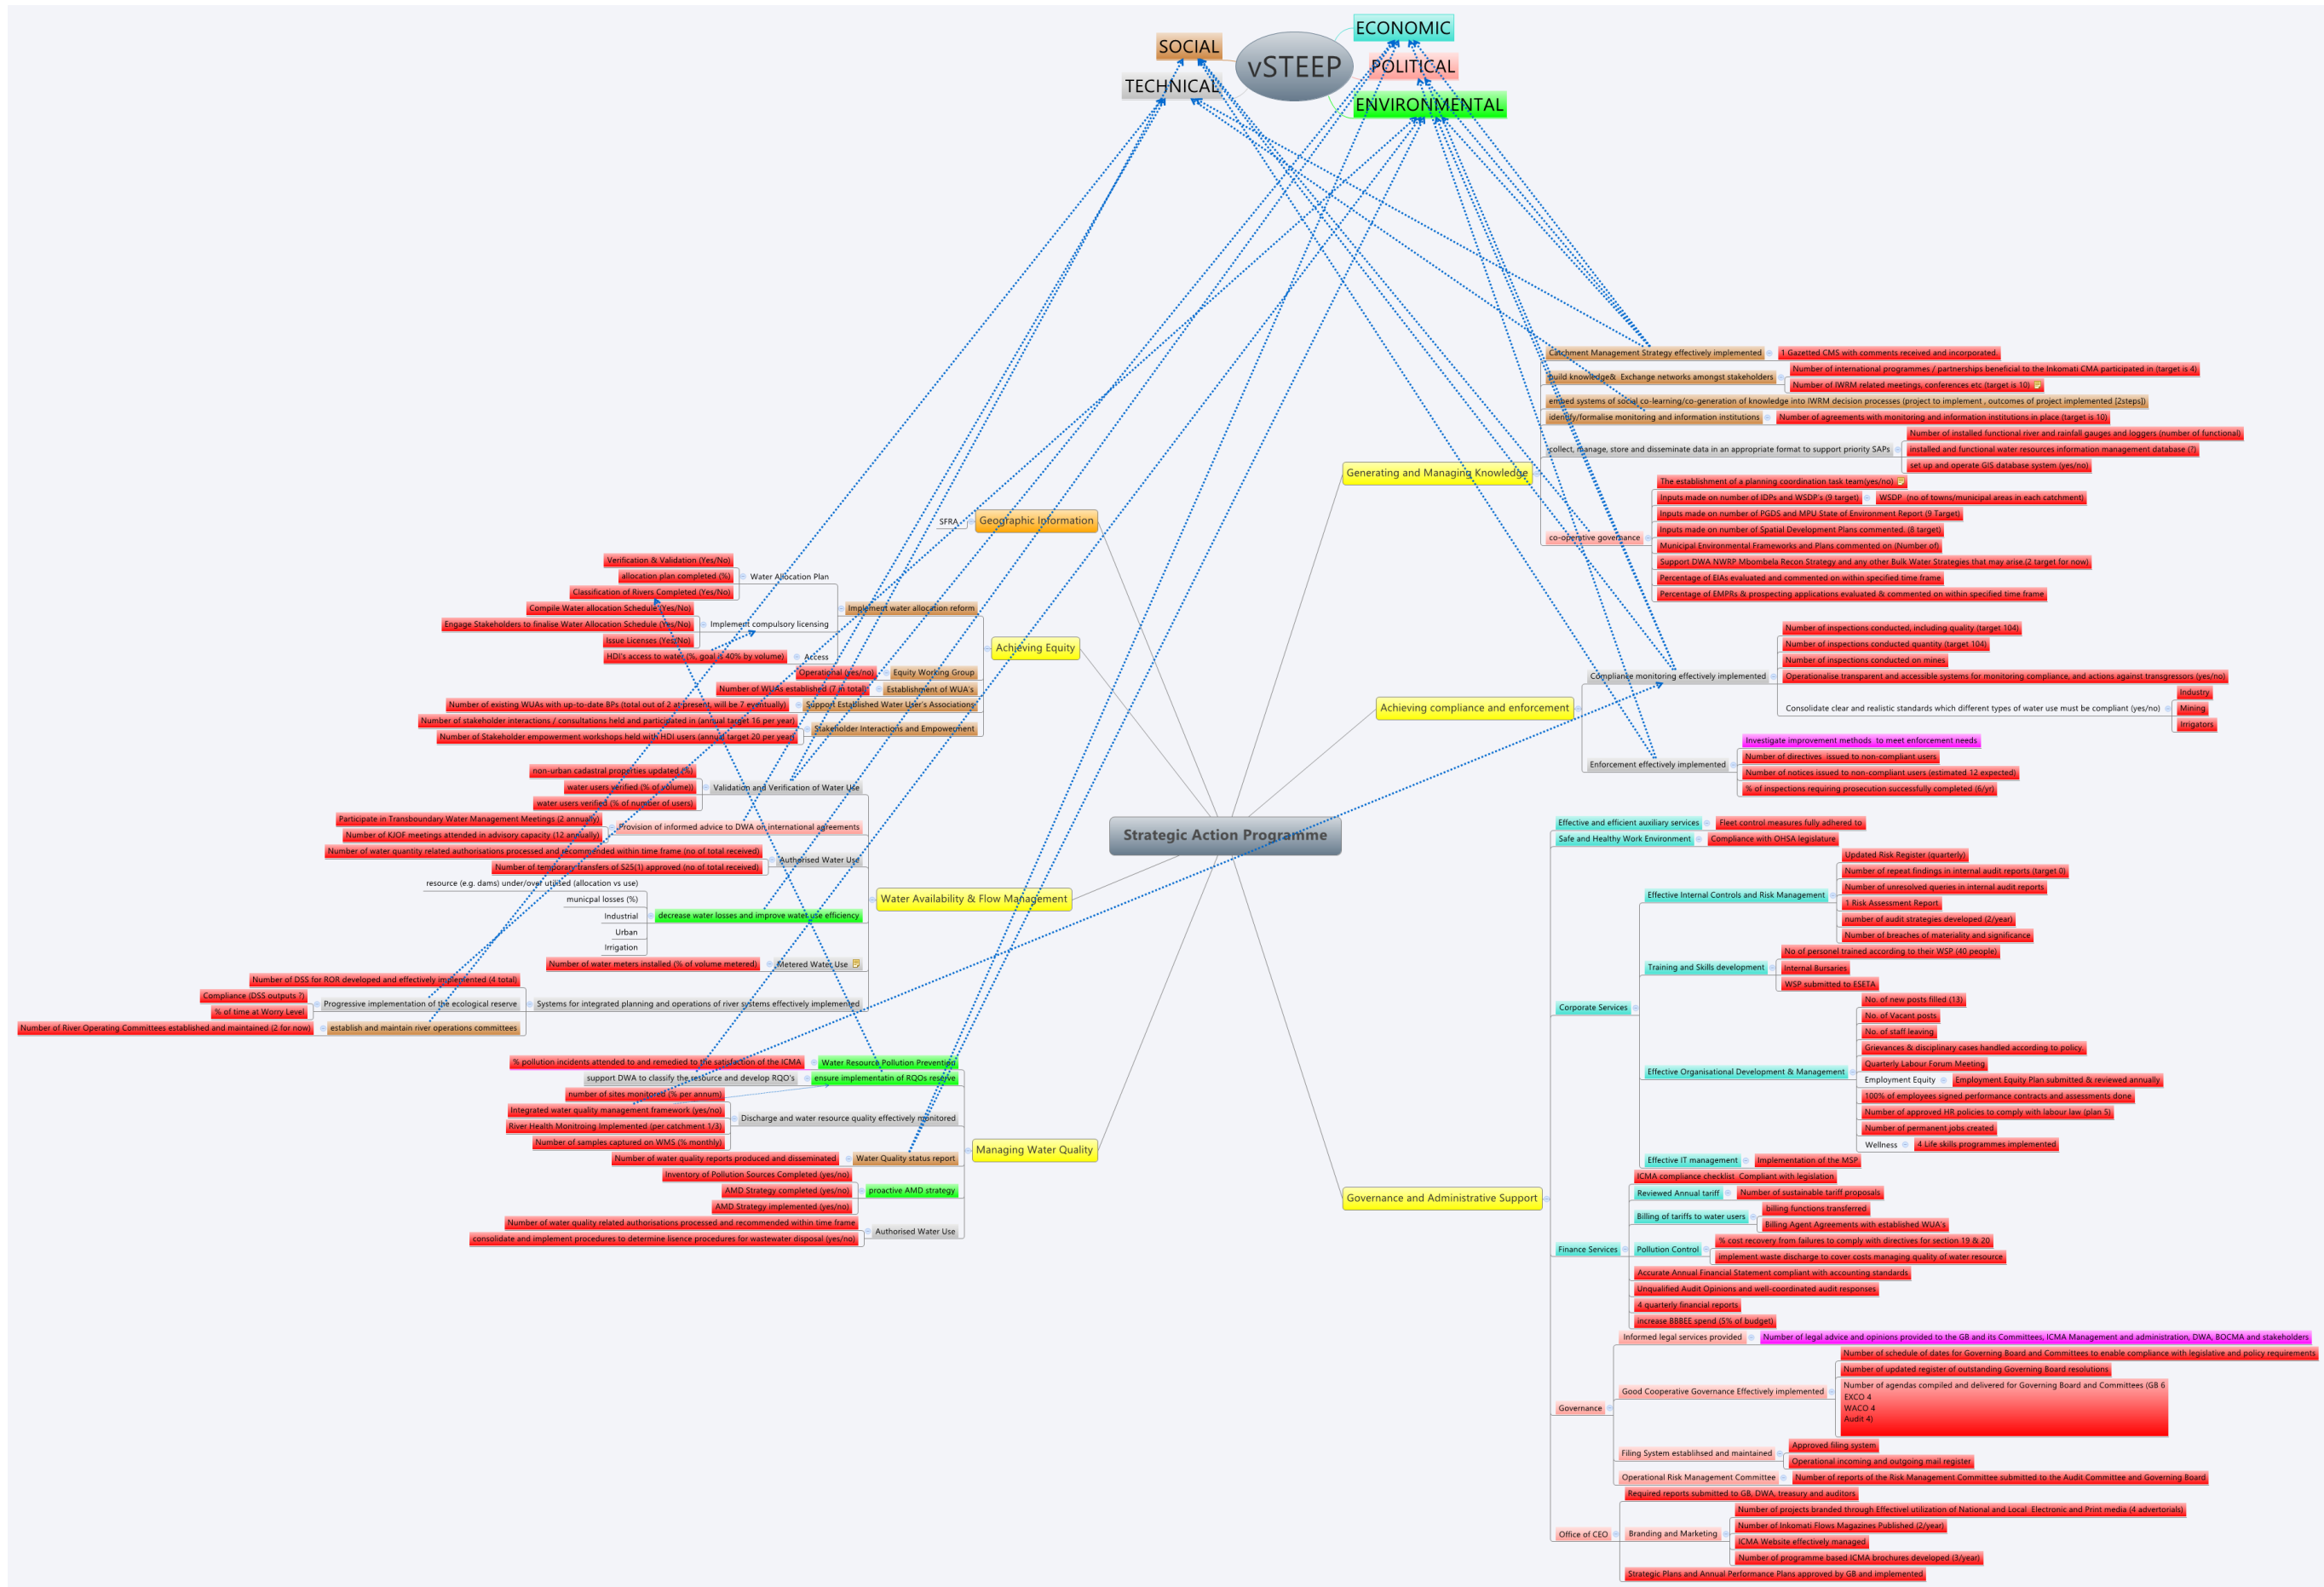 vSTEEP
SOCIAL
TECHNICAL
ECONOMIC
POLITICAL
ENVIRONMENTAL
Strategic Action Programme
Geographic Information
SFRA
Achieving Equity
Implement water allocation reform
Water Allocation Plan
Verification & Validation (Yes/No)
allocation plan completed (%)
Classification of Rivers Completed (Yes/No)
Implement compulsory licensing
Compile Water allocation Schedule (Yes/No)
Engage Stakeholders to finalise Water Allocation Schedule (Yes/No)
Issue Licenses (Yes/No)
Access
HDI's access to water (%, goal is 40% by volume)
Equity Working Group
Operational (yes/no)
Establishment of WUA's
Number of WUAs established (7 in total)
Support Established Water User's Associations
Number of existing WUAs with up-to-date BPs (total out of 2 at present, will be 7 eventually)
Stakeholder Interactions and Empowerment
Number of stakeholder interactions / consultations held and participated in (annual target 16 per year)
Number of Stakeholder empowerment workshops held with HDI users (annual target 20 per year)
Water Availability & Flow Management
Validation and Verification of Water Use
non-urban cadastral properties updated (%)
water users verified (% of volume))
water users verified (% of number of users)
Provision of informed advice to DWA on international agreements
Participate in Transboundary Water Management Meetings (2 annually)
Number of KJOF meetings attended in advisory capacity (12 annually)
Authorised Water Use
Number of water quantity related authorisations processed and recommended within time frame (no of total received)
Number of temporary transfers of S25(1) approved (no of total received)
decrease water losses and improve water use efficiency
resource (e.g. dams) under/over utilised (allocation vs use)
municpal losses (%)
Industrial
Urban
Irrigation
Metered Water Use
Number of water meters installed (% of volume metered)
Systems for integrated planning and operations of river systems effectively implemented
Number of DSS for ROR developed and effectively implemented (4 total)
Progressive implementation of the ecological reserve
Compliance (DSS outputs ?)
% of time at Worry Level
establish and maintain river operations committees
Number of River Operating Committees established and maintained (2 for now)
Managing Water Quality
Water Resource Pollution Prevention
% pollution incidents attended to and remedied to the satisfaction of the ICMA
ensure implementatin of RQOs reserve
support DWA to classify the resource and develop RQO's
Discharge and water resource quality effectively monitored
number of sites monitored (% per annum)
Integrated water quality management framework (yes/no)
River Health Monitroing Implemented (per catchment 1/3)
Number of samples captured on WMS (% monthly)
Water Quality status report
Number of water quality reports produced and disseminated
proactive AMD strategy
Inventory of Pollution Sources Completed (yes/no)
AMD Strategy completed (yes/no)
AMD Strategy implemented (yes/no)
Authorised Water Use
Number of water quality related authorisations processed and recommended within time frame
consolidate and implement procedures to determine lisence procedures for wastewater disposal (yes/no)
Generating and Managing Knowledge
Catchment Management Strategy effectively implemented
1 Gazetted CMS with comments received and incorporated.
build knowledge& Exchange networks amongst stakeholders
Number of international programmes / partnerships beneficial to the Inkomati CMA participated in (target is 4)
Number of IWRM related meetings, conferences etc (target is 10)
embed systems of social co-learning/co-generation of knowledge into IWRM decision processes (project to implement , outcomes of project implemented [2steps])
identify/formalise monitoring and information institutions
Number of agreements with monitoring and information institutions in place (target is 10)
collect, manage, store and disseminate data in an appropriate format to support priority SAPs
Number of installed functional river and rainfall gauges and loggers (number of functional)
installed and functional water resources information management database (?)
set up and operate GIS database system (yes/no)
co-operative governance
The establishment of a planning coordination task team(yes/no)
Inputs made on number of IDPs and WSDP's (9 target)
WSDP (no of towns/municipal areas in each catchment)
Inputs made on number of PGDS and MPU State of Environment Report (9 Target)
Inputs made on number of Spatial Development Plans commented. (8 target)
Municipal Environmental Frameworks and Plans commented on (Number of)
Support DWA NWRP Mbombela Recon Strategy and any other Bulk Water Strategies that may arise.(2 target for now)
Percentage of EIAs evaluated and commented on within specified time frame
Percentage of EMPRs & prospecting applications evaluated & commented on within specified time frame
Achieving compliance and enforcement
Compliance monitoring effectively implemented
Number of inspections conducted, including quality (target 104)
Number of inspections conducted quantity (target 104)
Number of inspections conducted on mines
Operationalise transparent and accessible systems for monitoring compliance, and actions against transgressors (yes/no)
Consolidate clear and realistic standards which different types of water use must be compliant (yes/no)
Industry
Mining
Irrigators
Enforcement effectively implemented
Investigate improvement methods to meet enforcement needs
Number of directives issued to non-compliant users
Number of notices issued to non-compliant users (estimated 12 expected)
% of inspections requiring prosecution successfully completed (6/yr)
Governance and Administrative Support
Effective and efficient auxiliary services
Fleet control measures fully adhered to
Safe and Healthy Work Environment
Compliance with OHSA legislature
Corporate Services
Effective Internal Controls and Risk Management
Updated Risk Register (quarterly)
Number of repeat findings in internal audit reports (target 0)
Number of unresolved queries in internal audit reports
1 Risk Assessment Report
number of audit strategies developed (2/year)
Number of breaches of materiality and significance
Training and Skills development
No of personel trained according to their WSP (40 people)
Internal Bursaries
WSP submitted to ESETA
Effective Organisational Development & Management
No. of new posts filled (13)
No. of Vacant posts
No. of staff leaving
Grievances & disciplinary cases handled according to policy.
Quarterly Labour Forum Meeting
Employment Equity
Employment Equity Plan submitted & reviewed annually
100% of employees signed performance contracts and assessments done
Number of approved HR policies to comply with labour law (plan 5)
Number of permanent jobs created
Wellness
4 Life skills programmes implemented
Effective IT management
Implementation of the MSP
Finance Services
ICMA compliance checklist Compliant with legislation
Reviewed Annual tariff
Number of sustainable tariff proposals
Billing of tariffs to water users
billing functions transferred
Billing Agent Agreements with established WUA's
Pollution Control
% cost recovery from failures to comply with directives for section 19 & 20
implement waste discharge to cover costs managing quality of water resource
Accurate Annual Financial Statement compliant with accounting standards
Unqualified Audit Opinions and well-coordinated audit responses
4 quarterly financial reports
increase BBBEE spend (5% of budget)
Governance
Informed legal services provided
Number of legal advice and opinions provided to the GB and its Committees, ICMA Management and administration, DWA, BOCMA and stakeholders
Good Cooperative Governance Effectively implemented
Number of schedule of dates for Governing Board and Committees to enable compliance with legislative and policy requirements
Number of updated register of outstanding Governing Board resolutions
Number of agendas compiled and delivered for Governing Board and Committees (GB 6
EXCO 4
WACO 4
Audit 4)
Filing System establihsed and maintained
Approved filing system
Operational incoming and outgoing mail register
Operational Risk Management Committee
Number of reports of the Risk Management Committee submitted to the Audit Committee and Governing Board
Office of CEO
Required reports submitted to GB, DWA, treasury and auditors
Branding and Marketing
Number of projects branded through Effectivel utilization of National and Local Electronic and Print media (4 advertorials)
Number of Inkomati Flows Magazines Published (2/year)
ICMA Website effectively managed
Number of programme based ICMA brochures developed (3/year)
Strategic Plans and Annual Performance Plans approved by GB and implemented